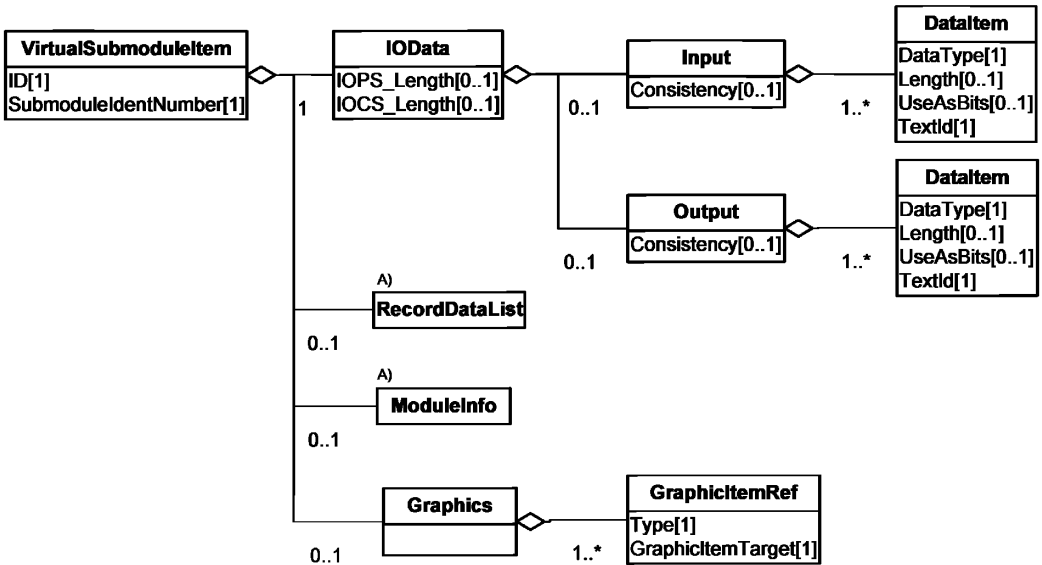 VirtualSubmoduleItem
ID[1]
SubmoduleIdentNumber[1]
1
IOData
IOPS_Length[0..1]
IOCS_Length[0..1]
0..1
Input
Consistency[0..1]
1..*
DataItem
DataType[1]
Length[0..1]
UseAsBits[0..1]
TextId[1]
0..1
Output
Consistency[0..1]
1..*
DataItem
DataType[1]
Length[0..1]
UseAsBits[0..1]
TextId[1]
A)
RecordDataList
0..1
A)
ModuleInfo
0..1
Graphics
0..1
1..*
GraphicItemRef
Type[1]
GraphicItemTarget[1]